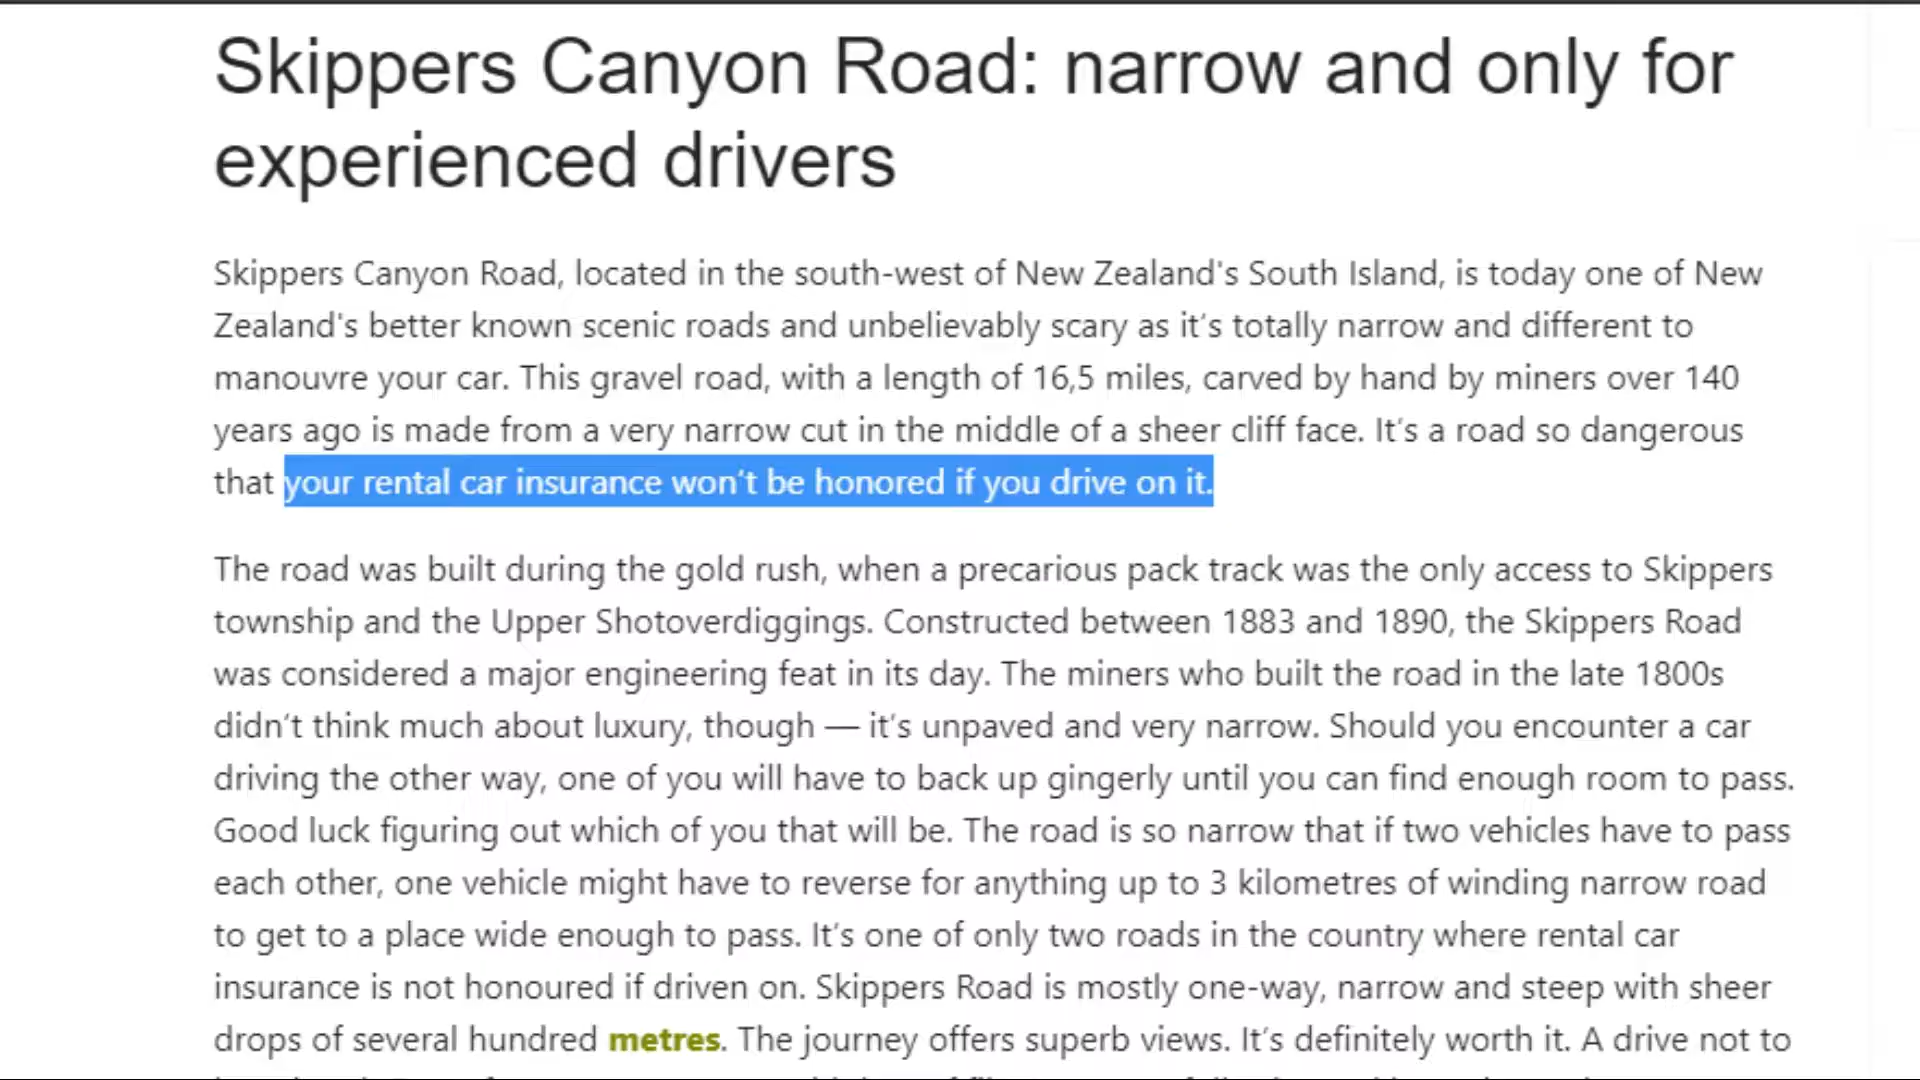 Skippers Canyon Road: narrow and only for
experienced drivers
Skippers Canyon Road, located in the south-west of New Zealand's South Island, is today one of New
Zealand's better known scenic roads and unbelievably scary as it’s totally narrow and different to
manouvre your car. This gravel road, with a length of 16,5 miles, carved by hand by miners over 140
years ago is made from a very narrow cut in the middle of a sheer cliff face. It’s a road so dangerous
that your rental car insurance won’t be honored if you drive on it.
The road was built during the gold rush, when a precarious pack track was the only access to Skippers
township and the Upper Shotoverdiggings. Constructed between 1883 and 1890, the Skippers Road
was considered a major engineering feat in its day. The miners who built the road in the late 1800s
didn’t think much about luxury, though — it’s unpaved and very narrow. Should you encounter a car
driving the other way, one of you will have to back up gingerly until you can find enough room to pass.
Good luck figuring out which of you that will be. The road is so narrow that if two vehicles have to pass
each other, one vehicle might have to reverse for anything up to 3 kilometres of winding narrow road
to get to a place wide enough to pass. It’s one of only two roads in the country where rental car
insurance is not honoured if driven on. Skippers Road is mostly one-way, narrow and steep with sheer
drops of several hundred metres. The journey offers superb views. It’s definitely worth it. A drive not to